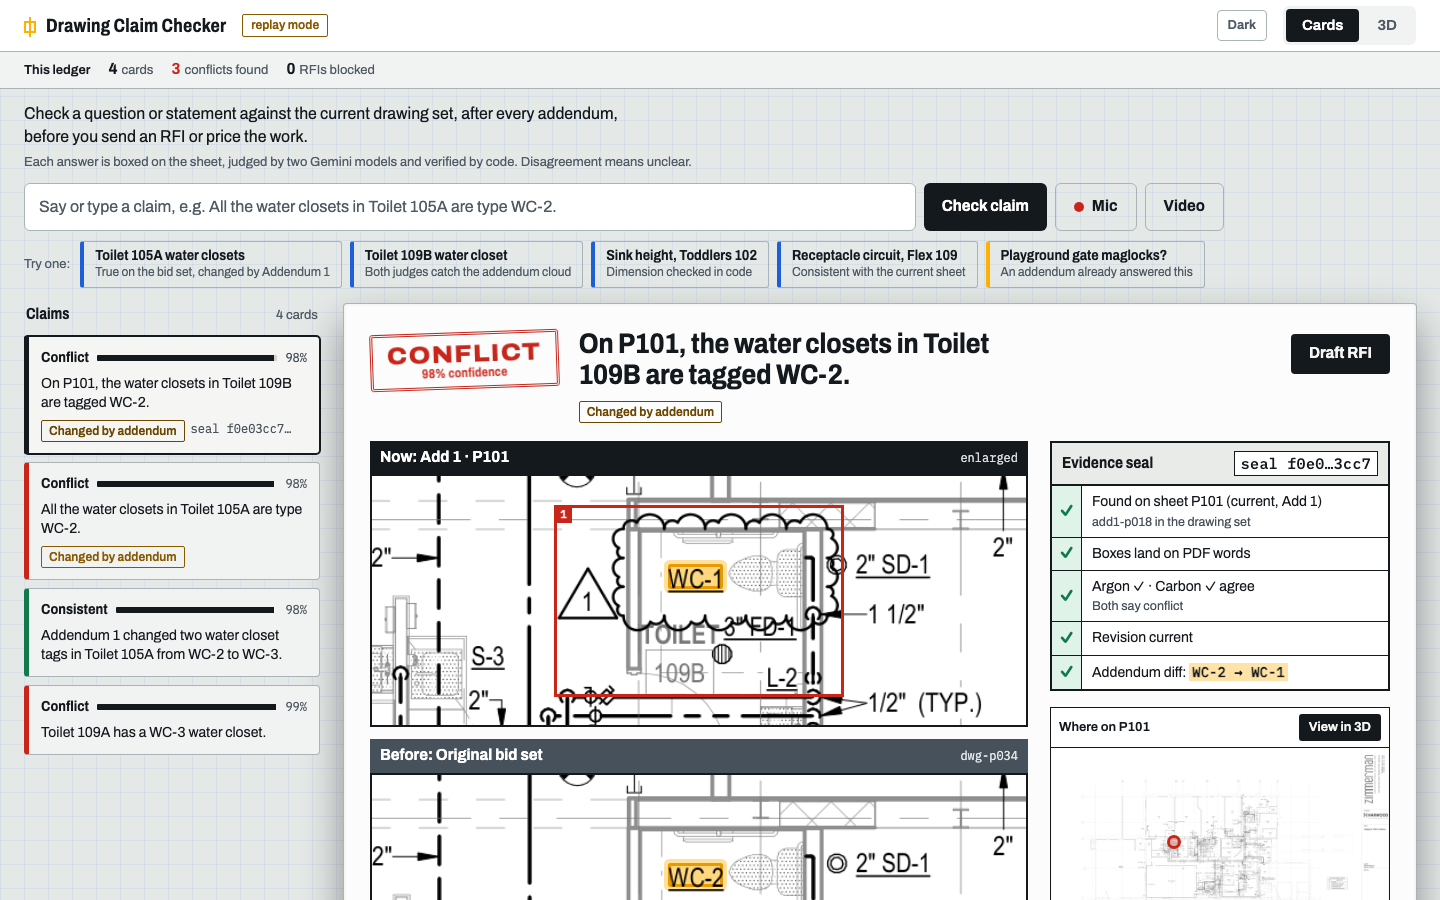 Drawing Claim Checker
replay mode
Dark
Cards
3D
This ledger 4 cards 3 conflicts found 0 RFIs blocked
Check a question or statement against the current drawing set, after every addendum,
before you send an RFI or price the work.
Each answer is boxed on the sheet, judged by two Gemini models and verified by code. Disagreement means unclear.
Say or type a claim, e.g. All the water closets in Toilet 105A are type WC-2.
Check claim
Mic
Video
Try one:
Toilet 105A water closets
True on the bid set, changed by Addendum 1
Toilet 109B water closet
Both judges catch the addendum cloud
Sink height, Toddlers 102
Dimension checked in code
Receptacle circuit, Flex 109
Consistent with the current sheet
Playground gate maglocks?
An addendum already answered this
Claims
4 cards
Conflict 98%
On P101, the water closets in Toilet 109B
are tagged WC-2.
Changed by addendum seal f0e03cc7…
Conflict 98%
All the water closets in Toilet 105A are type
WC-2.
Changed by addendum
Consistent 98%
Addendum 1 changed two water closet
tags in Toilet 105A from WC-2 to WC-3.
Conflict 99%
Toilet 109A has a WC-3 water closet.
CONFLICT
98% confidence
On P101, the water closets in Toilet
109B are tagged WC-2.
Changed by addendum
Draft RFI
Now: Add 1 · P101
enlarged
1
2"
2"
WC-1
2" SD-1
1
1 1/2"
TOILET
3" FD-1
S-3
109B
L-2
2"
1/2" (TYP.)
Before: Original bid set
dwg-p034
2"
2"
WC-2
2" SD-1
Evidence seal
seal f0e0…3cc7
Found on sheet P101 (current, Add 1)
add1-p018 in the drawing set
Boxes land on PDF words
Argon ✓ · Carbon ✓ agree
Both say conflict
Revision current
Addendum diff: WC-2 → WC-1
Where on P101
View in 3D